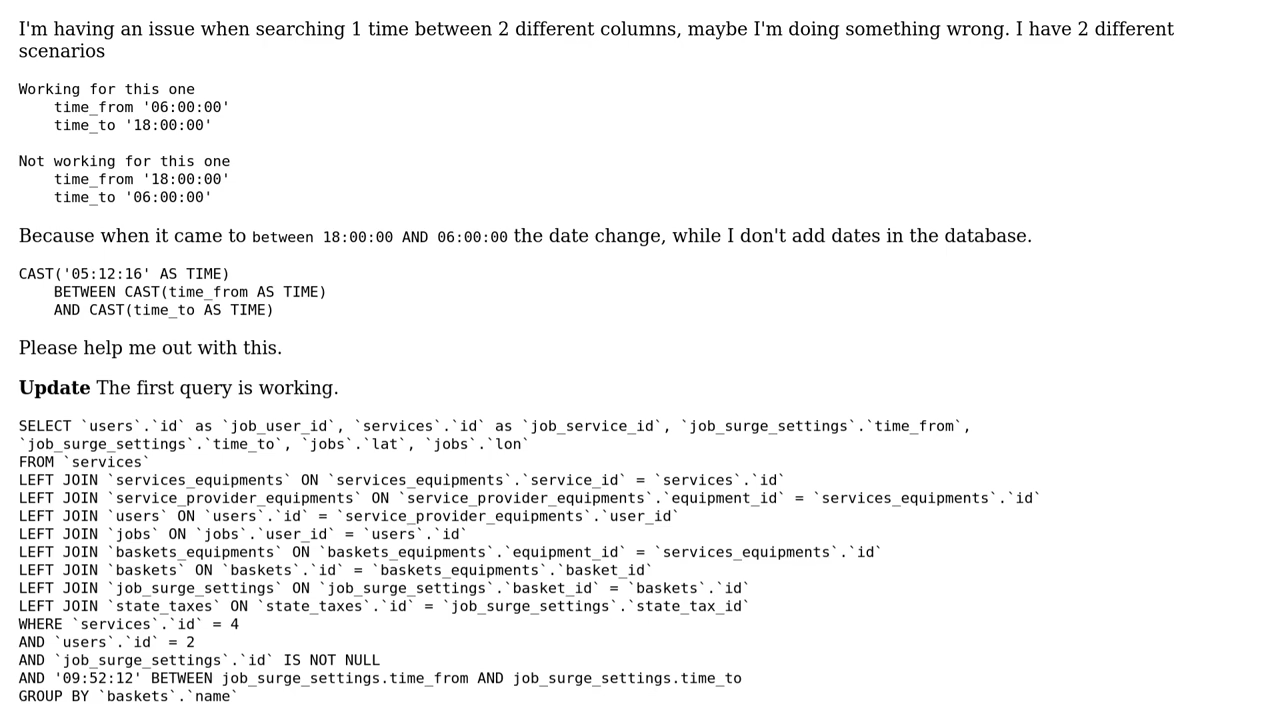 I'm having an issue when searching 1 time between 2 different columns, maybe I'm doing something wrong. I have 2 different
scenarios
Working for this one
    time_from '06:00:00'
    time_to '18:00:00'
Not working for this one
    time_from '18:00:00'
    time_to '06:00:00'
Because when it came to between 18:00:00 AND 06:00:00 the date change, while I don't add dates in the database.
CAST('05:12:16' AS TIME)
    BETWEEN CAST(time_from AS TIME)
    AND CAST(time_to AS TIME)
Please help me out with this.
Update The first query is working.
SELECT `users`.`id` as `job_user_id`, `services`.`id` as `job_service_id`, `job_surge_settings`.`time_from`,
`job_surge_settings`.`time_to`, `jobs`.`lat`, `jobs`.`lon`
FROM `services`
LEFT JOIN `services_equipments` ON `services_equipments`.`service_id` = `services`.`id`
LEFT JOIN `service_provider_equipments` ON `service_provider_equipments`.`equipment_id` = `services_equipments`.`id`
LEFT JOIN `users` ON `users`.`id` = `service_provider_equipments`.`user_id`
LEFT JOIN `jobs` ON `jobs`.`user_id` = `users`.`id`
LEFT JOIN `baskets_equipments` ON `baskets_equipments`.`equipment_id` = `services_equipments`.`id`
LEFT JOIN `baskets` ON `baskets`.`id` = `baskets_equipments`.`basket_id`
LEFT JOIN `job_surge_settings` ON `job_surge_settings`.`basket_id` = `baskets`.`id`
LEFT JOIN `state_taxes` ON `state_taxes`.`id` = `job_surge_settings`.`state_tax_id`
WHERE `services`.`id` = 4
AND `users`.`id` = 2
AND `job_surge_settings`.`id` IS NOT NULL
AND '09:52:12' BETWEEN job_surge_settings.time_from AND job_surge_settings.time_to
GROUP BY `baskets`.`name`